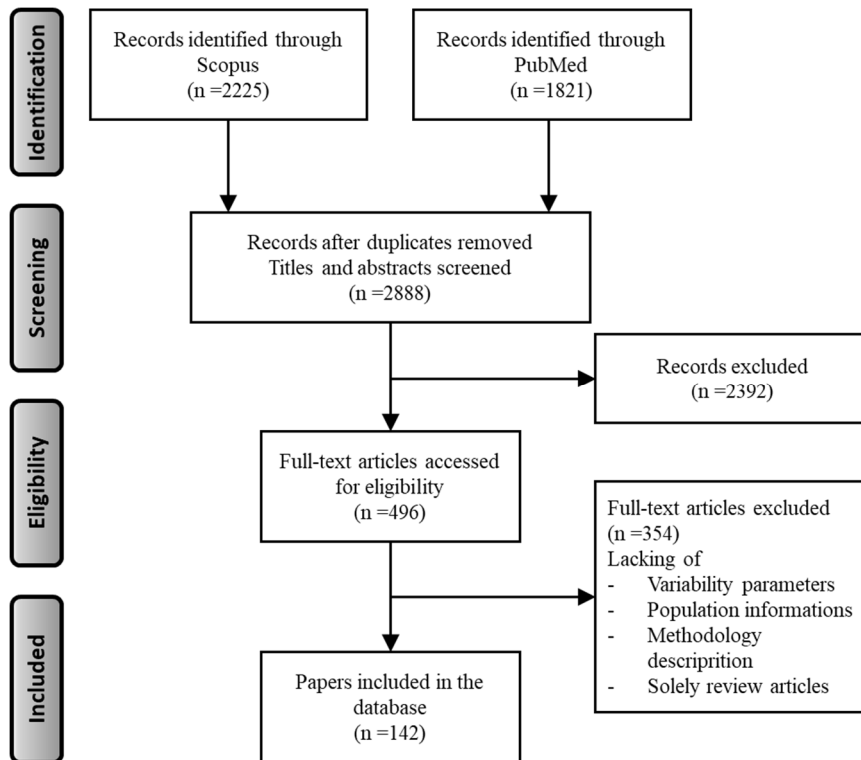 Identification
Records identified through
Scopus
(n =2225)
Records identified through
PubMed
(n =1821)
Screening
Records after duplicates removed
Titles and abstracts screened
(n =2888)
Records excluded
(n =2392)
Eligibility
Full-text articles accessed
for eligibility
(n =496)
Full-text articles excluded
(n =354)
Lacking of
- Variability parameters
- Population informations
- Methodology
descriprition
- Solely review articles
Included
Papers included in the
database
(n =142)